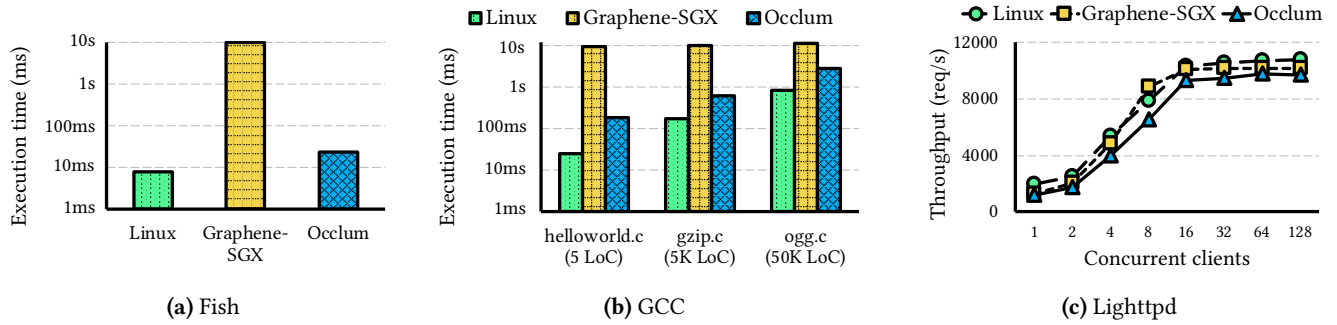 Execution time (ms)
10s
1s
100ms
10ms
1ms
Linux
Graphene-
SGX
Occlum
(a) Fish
Linux Graphene-SGX Occlum
Execution time (ms)
10s
1s
100ms
10ms
1ms
helloworld.c
(5 LoC)
gzip.c
(5K LoC)
ogg.c
(50K LoC)
(b) GCC
Linux Graphene-SGX Occlum
Throughput (req/s)
12000
8000
4000
0
1 2 4 8 16 32 64 128
Concurrent clients
(c) Lighttpd